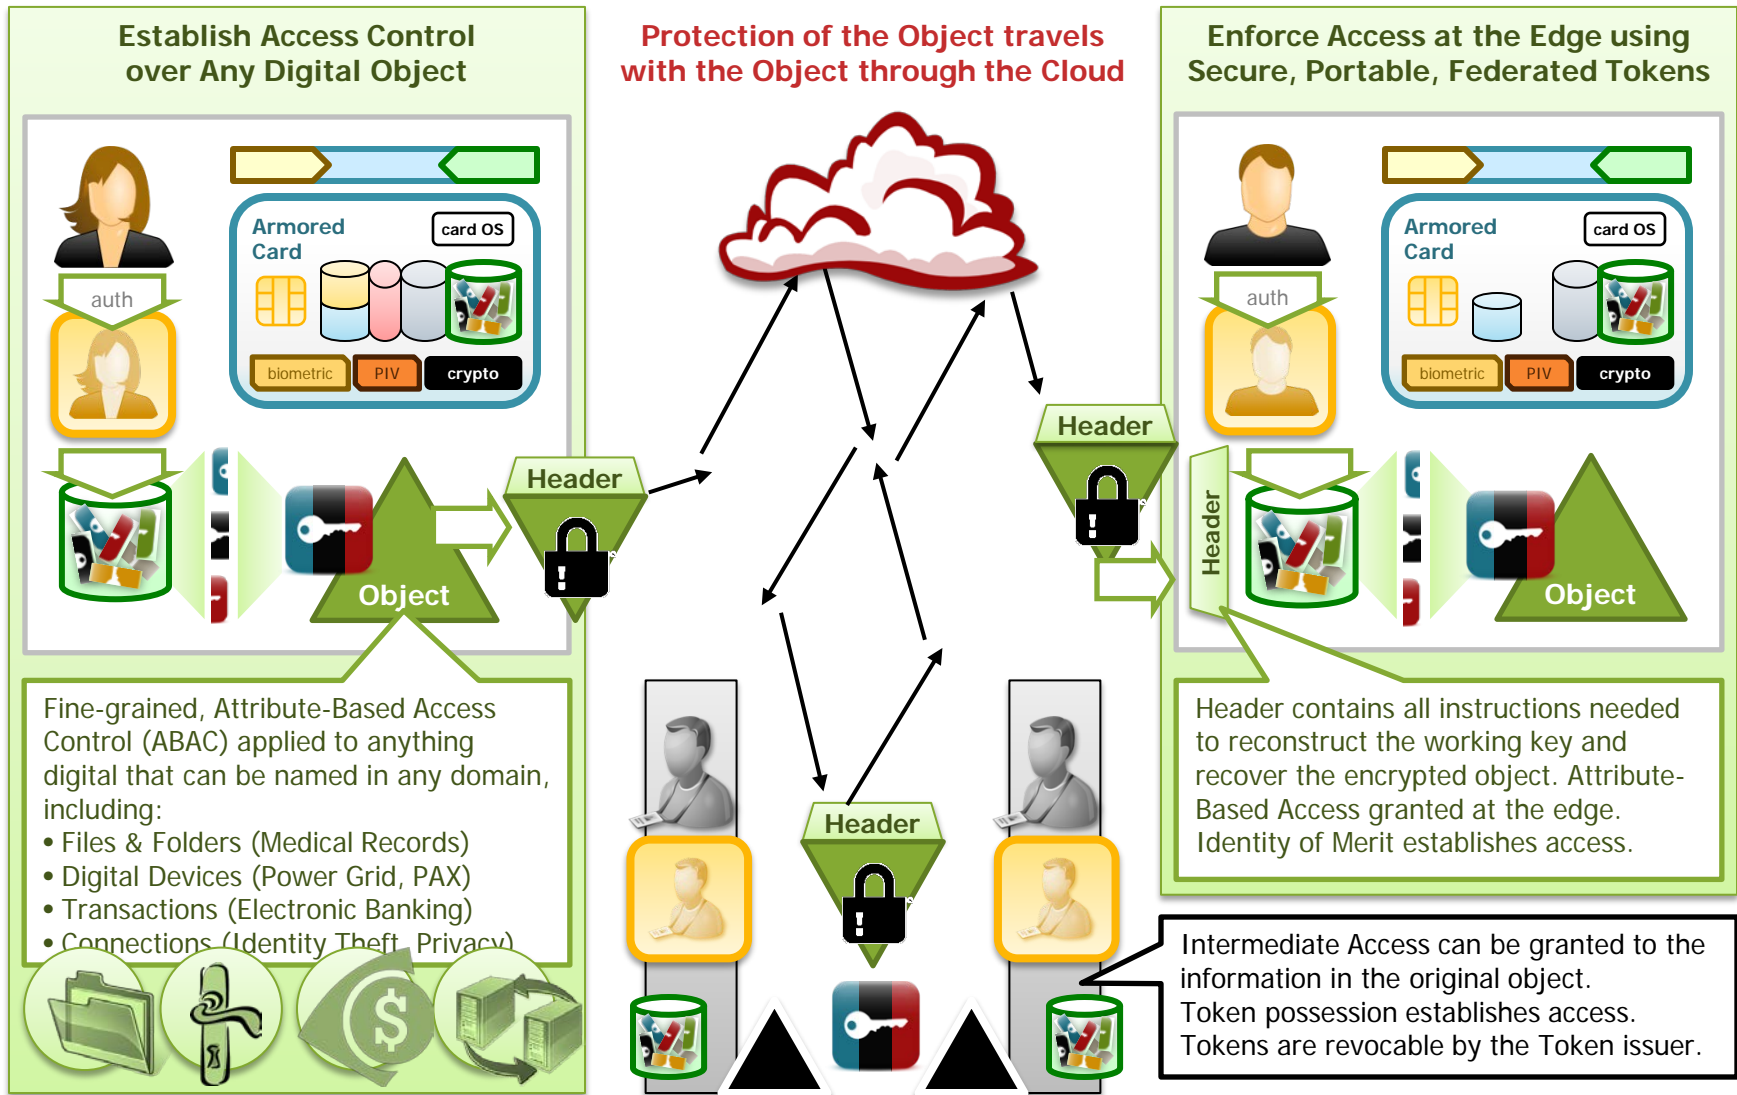 Establish Access Control
over Any Digital Object
Armored
Card
card OS
auth
biometric
PIV
crypto
Header
Object
Fine-grained, Attribute-Based Access
Control (ABAC) applied to anything
digital that can be named in any domain,
including:
• Files & Folders (Medical Records)
• Digital Devices (Power Grid, PAX)
• Transactions (Electronic Banking)
• Connections (Identity Theft, Privacy)
$
Protection of the Object travels
with the Object through the Cloud
Header
Header
Enforce Access at the Edge using
Secure, Portable, Federated Tokens
Armored
Card
card OS
auth
biometric
PIV
crypto
Header
Object
Header contains all instructions needed
to reconstruct the working key and
recover the encrypted object. Attribute-
Based Access granted at the edge.
Identity of Merit establishes access.
Intermediate Access can be granted to the
information in the original object.
Token possession establishes access.
Tokens are revocable by the Token issuer.